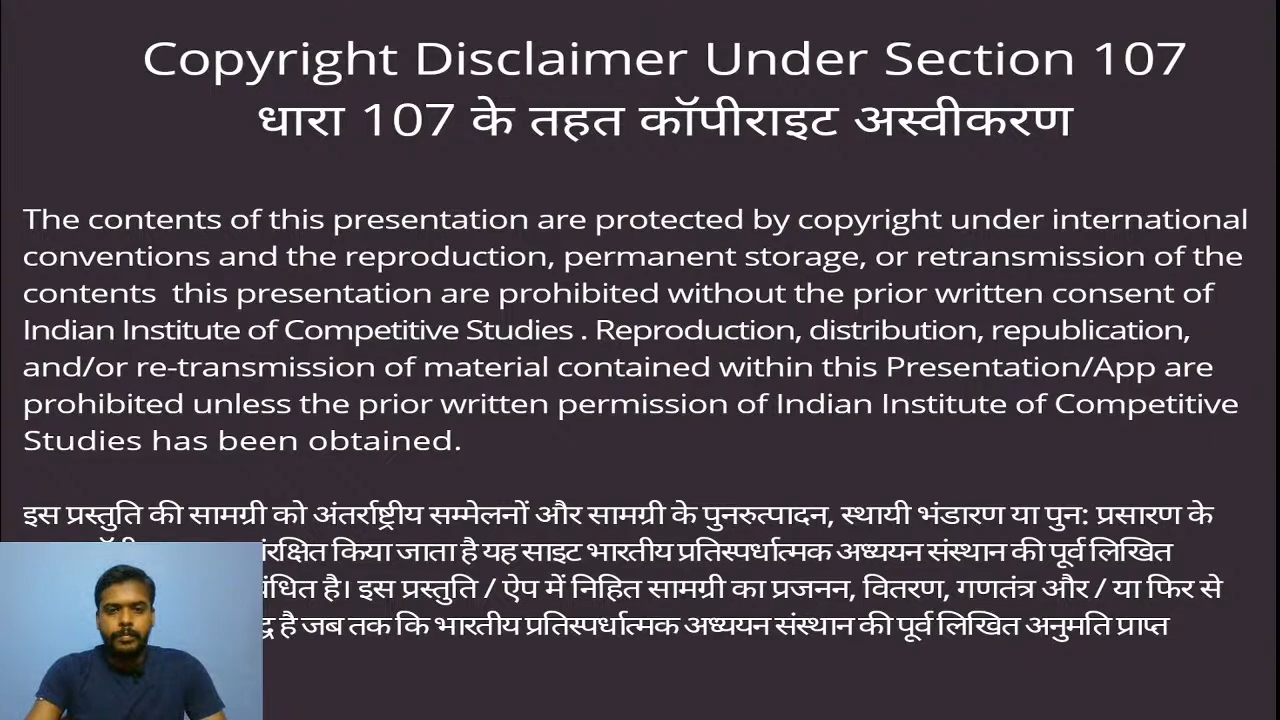 Copyright Disclaimer Under Section 107
धारा 107 के तहत कॉपीराइट अस्वीकरण
The contents of this presentation are protected by copyright under international
conventions and the reproduction, permanent storage, or retransmission of the
contents this presentation are prohibited without the prior written consent of
Indian Institute of Competitive Studies . Reproduction, distribution, republication,
and/or re-transmission of material contained within this Presentation/App are
prohibited unless the prior written permission of Indian Institute of Competitive
Studies has been obtained.
इस प्रस्तुति की सामग्री को अंतर्राष्ट्रीय सम्मेलनों और सामग्री के पुनरुत्पादन, स्थायी भंडारण या पुन: प्रसारण के
किया जाता है यह साइट भारतीय प्रतिस्पर्धात्मक अध्ययन संस्थान की पूर्व लिखित
है। इस प्रस्तुति / ऐप में निहित सामग्री का प्रजनन, वितरण, गणतंत्र और / या फिर से
है जब तक कि भारतीय प्रतिस्पर्धात्मक अध्ययन संस्थान की पूर्व लिखित अनुमति प्राप्त